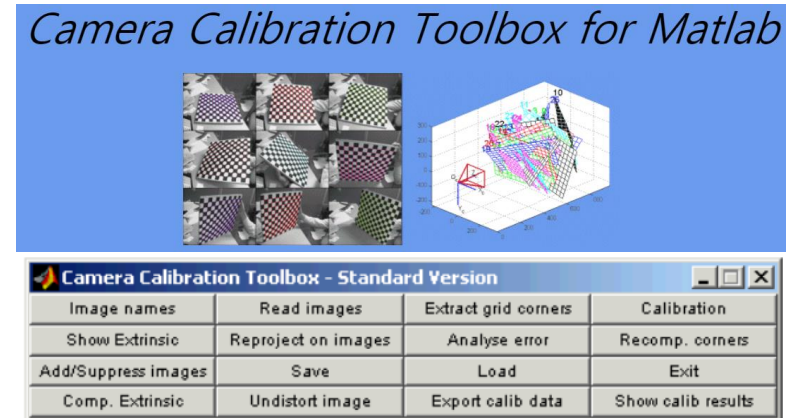 Camera Calibration Toolbox for Matlab
10
22
Camera Calibration Toolbox - Standard Version
Image names Read images Extract grid corners Calibration
Show Extrinsic Reproject on images Analyse error Recomp. corners
Add/Suppress images Save Load Exit
Comp. Extrinsic Undistort image Export calib data Show calib results